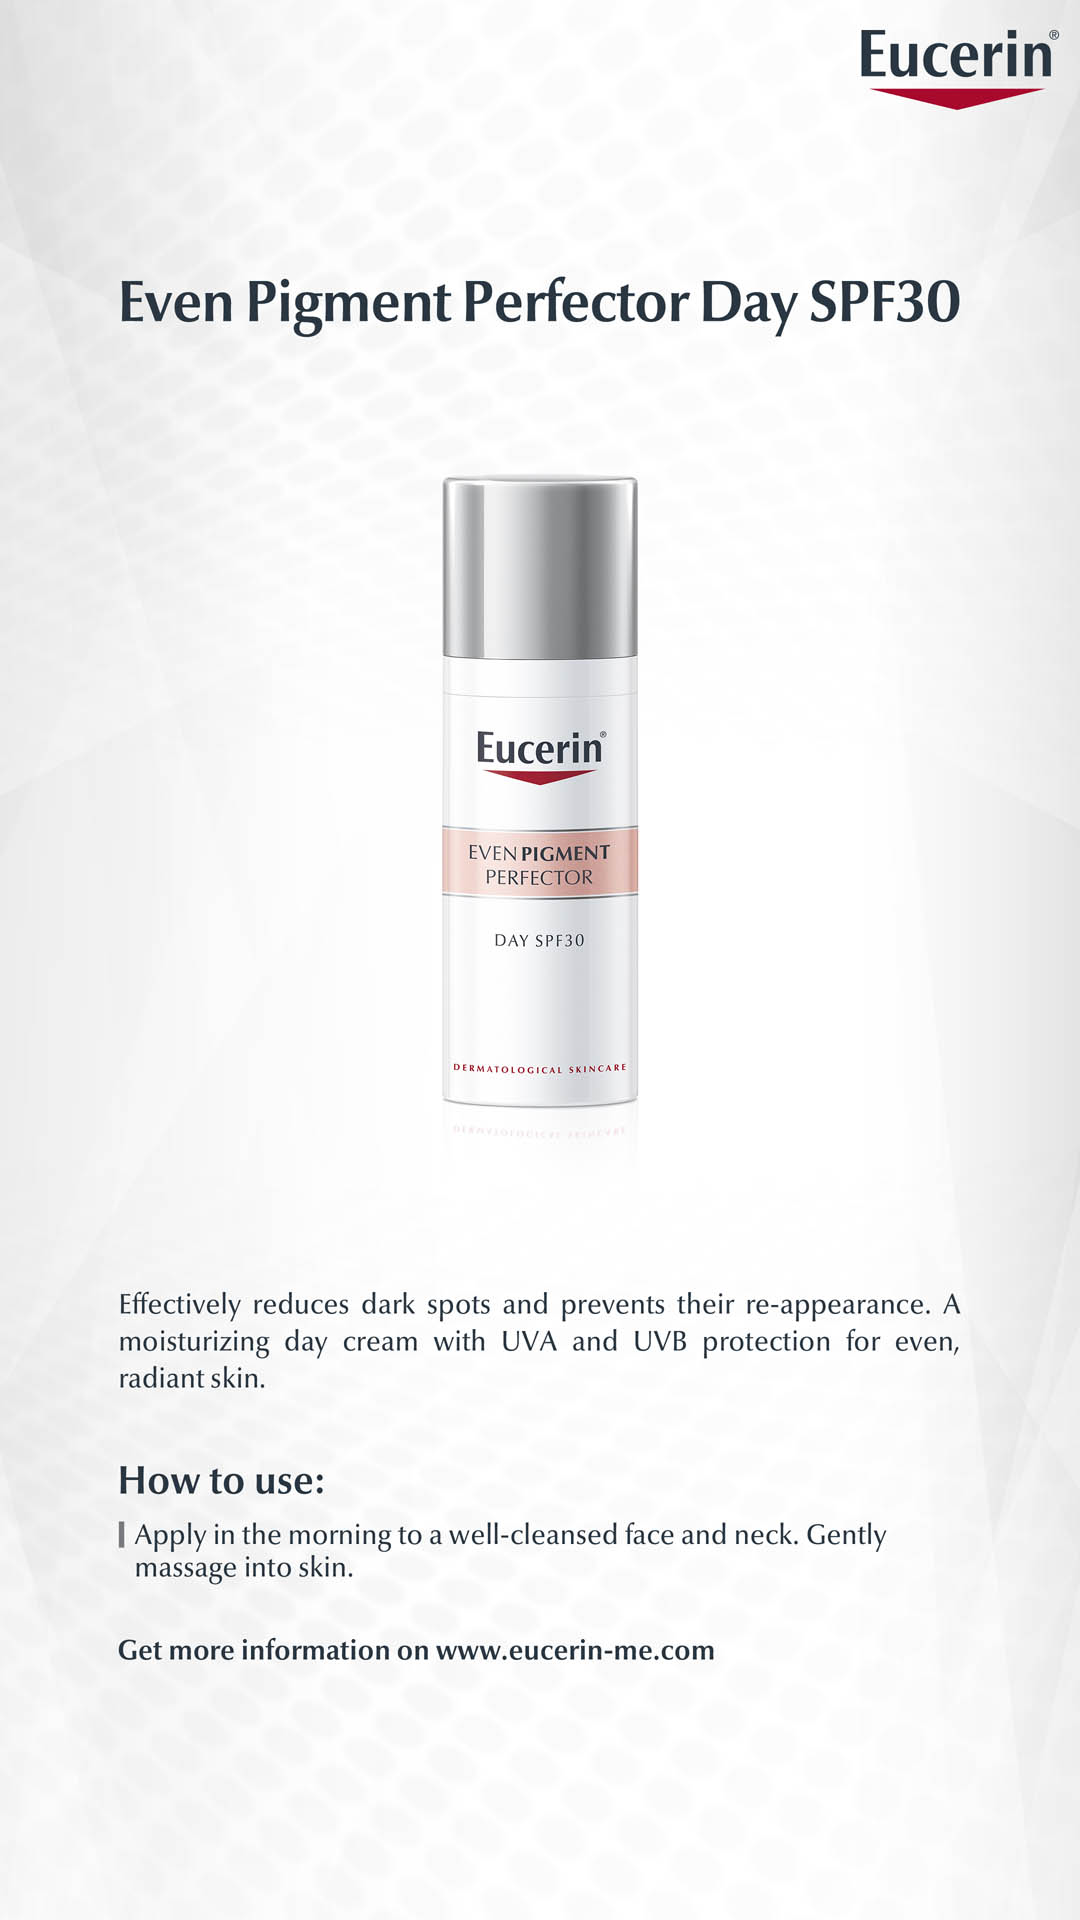 Eucerin®
Even Pigment Perfector Day SPF30
Eucerin®
EVEN PIGMENT
PERFECTOR
DAY SPF30
DERMATOLOGICAL SKINCARE
Effectively reduces dark spots and prevents their re-appearance. A
moisturizing day cream with UVA and UVB protection for even,
radiant skin.
How to use:
Apply in the morning to a well-cleansed face and neck. Gently
massage into skin.
Get more information on www.eucerin-me.com